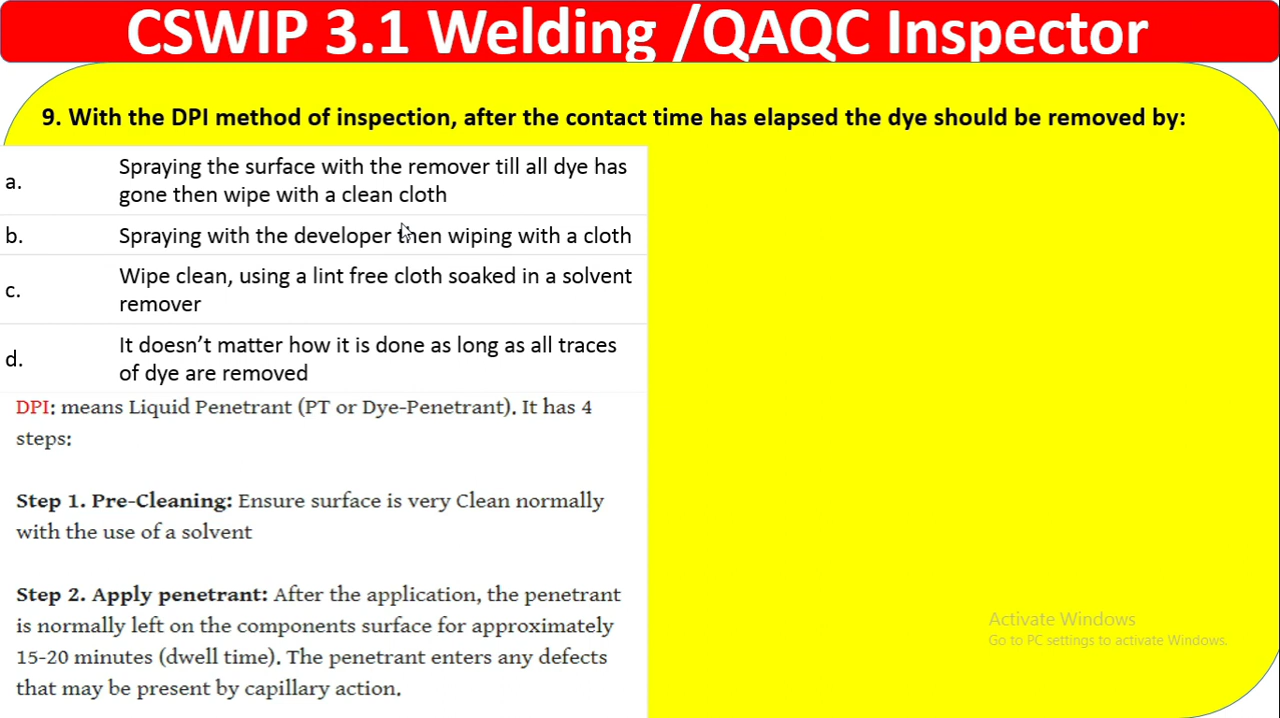 CSWIP 3.1 Welding /QAQC Inspector
9. With the DPI method of inspection, after the contact time has elapsed the dye should be removed by:
a. Spraying the surface with the remover till all dye has
gone then wipe with a clean cloth
b. Spraying with the developer then wiping with a cloth
c. Wipe clean, using a lint free cloth soaked in a solvent
remover
d. It doesn’t matter how it is done as long as all traces
of dye are removed
DPI: means Liquid Penetrant (PT or Dye-Penetrant). It has 4
steps:
Step 1. Pre-Cleaning: Ensure surface is very Clean normally
with the use of a solvent
Step 2. Apply penetrant: After the application, the penetrant
is normally left on the components surface for approximately
15-20 minutes (dwell time). The penetrant enters any defects
that may be present by capillary action.
Activate Windows
Go to PC settings to activate Windows.